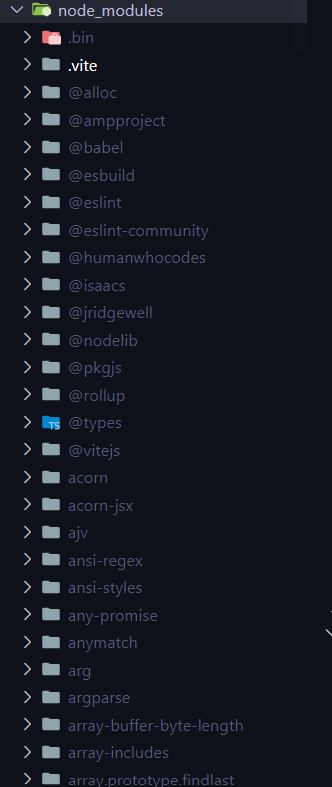 node_modules
.bin
.vite
@alloc
@ampproject
@babel
@esbuild
@eslint
@eslint-community
@humanwhocodes
@isaacs
@jridgewell
@nodelib
@pkgjs
@rollup
TS @types
@vitejs
acorn
acorn-jsx
ajv
ansi-regex
ansi-styles
any-promise
anymatch
arg
argparse
array-buffer-byte-length
array-includes
array.prototype.findlast